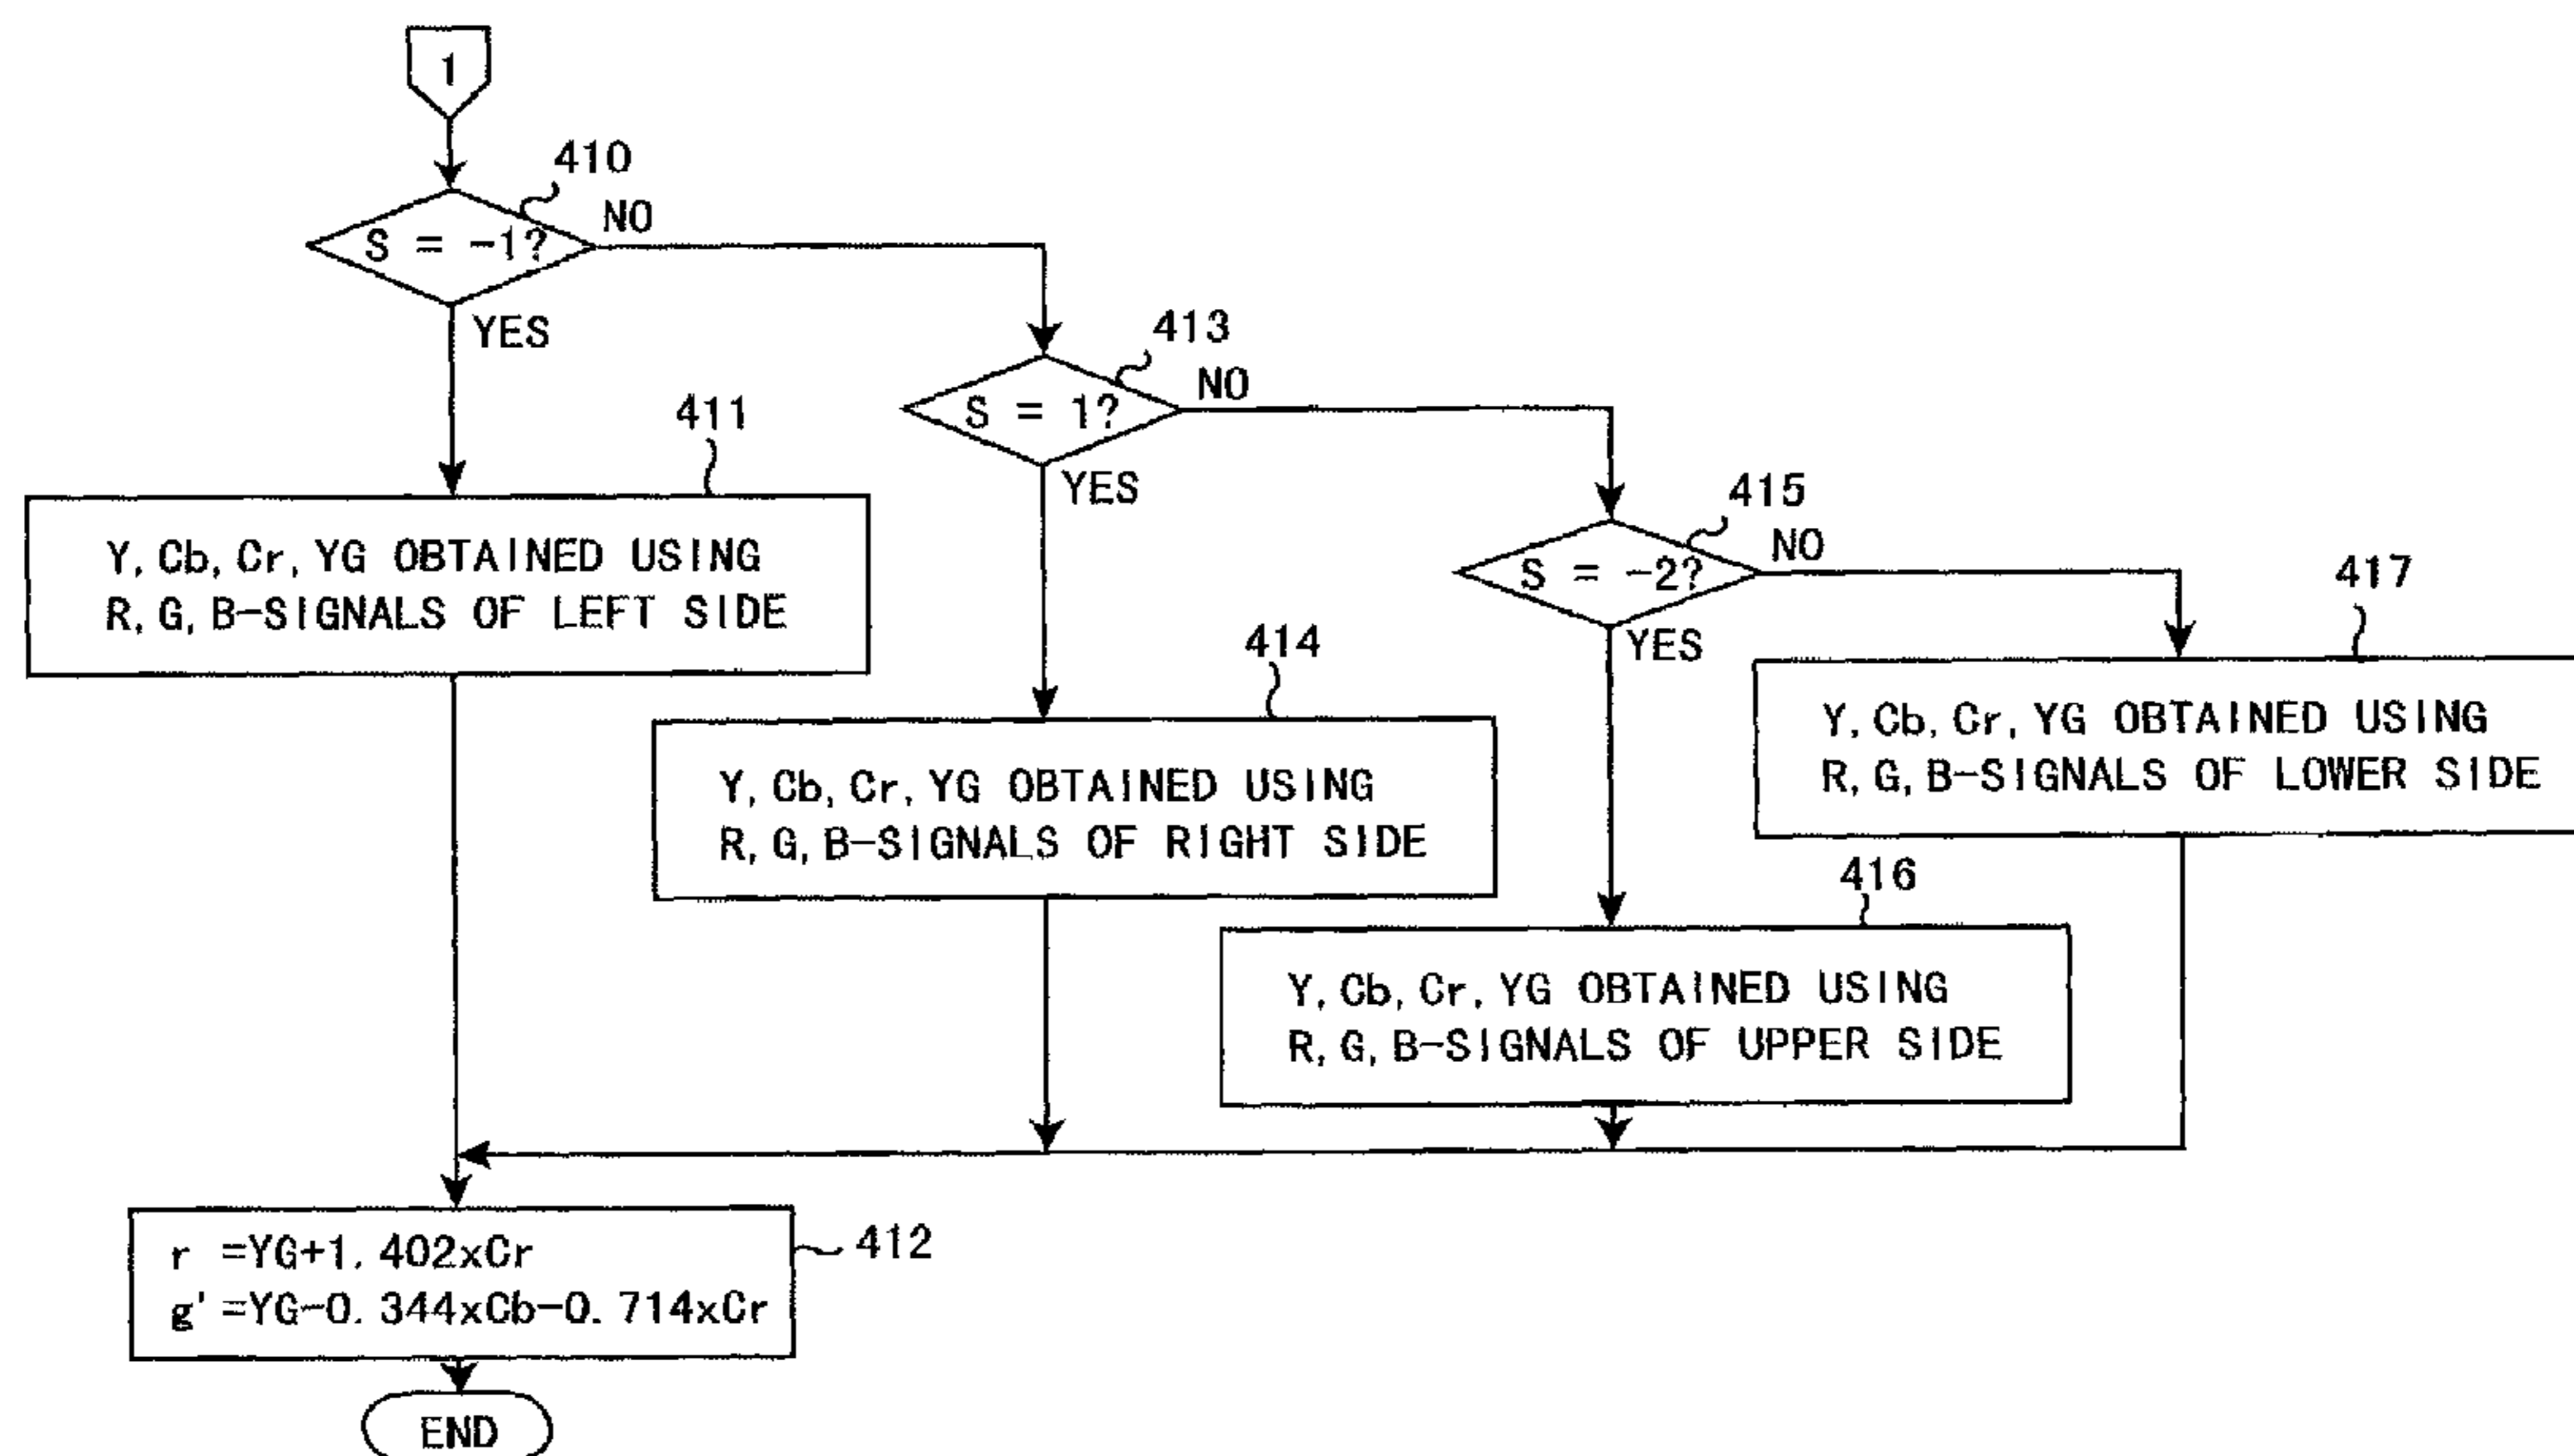 1
410
S = -1?
NO
YES
413
S = 1?
NO
YES
411
Y, Cb, Cr, YG OBTAINED USING
R, G, B-SIGNALS OF LEFT SIDE
415
S = -2?
NO
YES
414
Y, Cb, Cr, YG OBTAINED USING
R, G, B-SIGNALS OF RIGHT SIDE
417
Y, Cb, Cr, YG OBTAINED USING
R, G, B-SIGNALS OF LOWER SIDE
416
Y, Cb, Cr, YG OBTAINED USING
R, G, B-SIGNALS OF UPPER SIDE
412
r =YG+1.402xCr
g'=YG-0.344xCb-0.714xCr
END